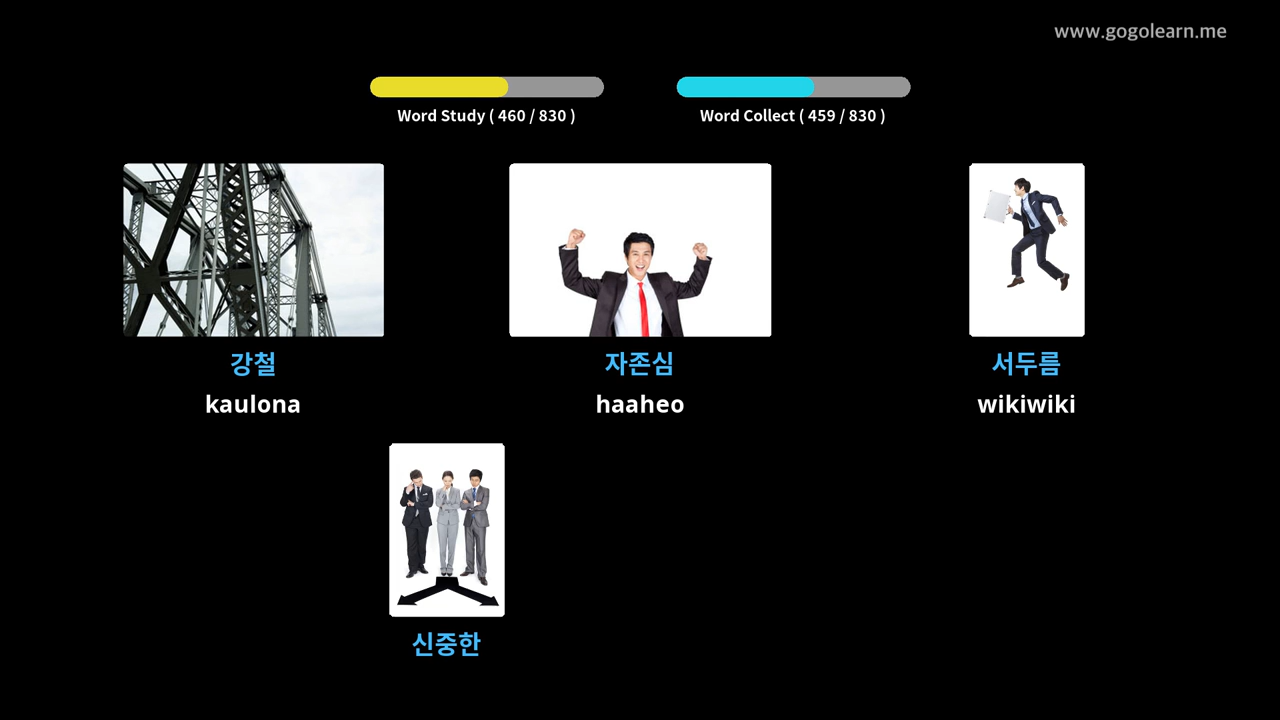 www.gogolearn.me
Word Study ( 460 / 830 )
Word Collect ( 459 / 830 )
강철
자존심
서두름
kaulona
haaheo
wikiwiki
신중한